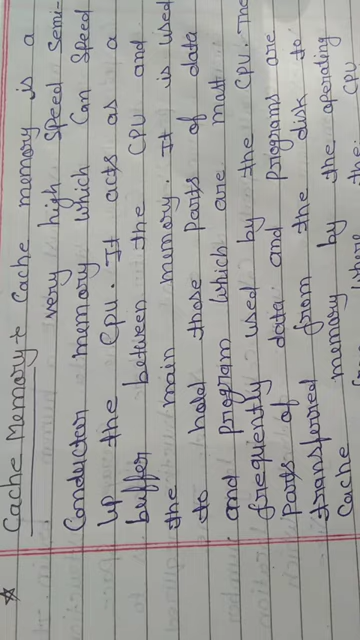 * Cache Memory → Cache memory is a
very high speed semi-
conductor memory which can speed
up the CPU. It acts as a
buffer between the CPU and
the main memory. It is used
to hold those parts of data
and program which are most
frequently used by the CPU. The
parts of data and programs are
transferred from the disk to
cache memory by the operating
where the CPU